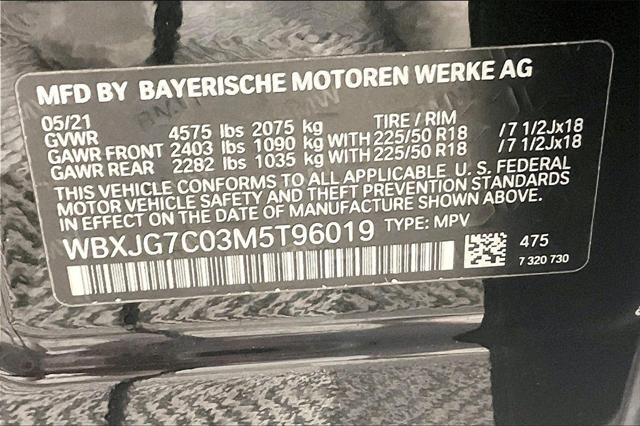 MFD BY BAYERISCHE MOTOREN WERKE AG
05/21 TIRE / RIM
GVWR 4575 lbs 2075 kg
GAWR FRONT 2403 lbs 1090 kg WITH 225/50 R18 /7 1/2Jx18
GAWR REAR 2282 lbs 1035 kg WITH 225/50 R18 /7 1/2Jx18
THIS VEHICLE CONFORMS TO ALL APPLICABLE U. S. FEDERAL
MOTOR VEHICLE SAFETY AND THEFT PREVENTION STANDARDS
IN EFFECT ON THE DATE OF MANUFACTURE SHOWN ABOVE.
WBXJG7C03M5T96019 TYPE: MPV
475
7 320 730